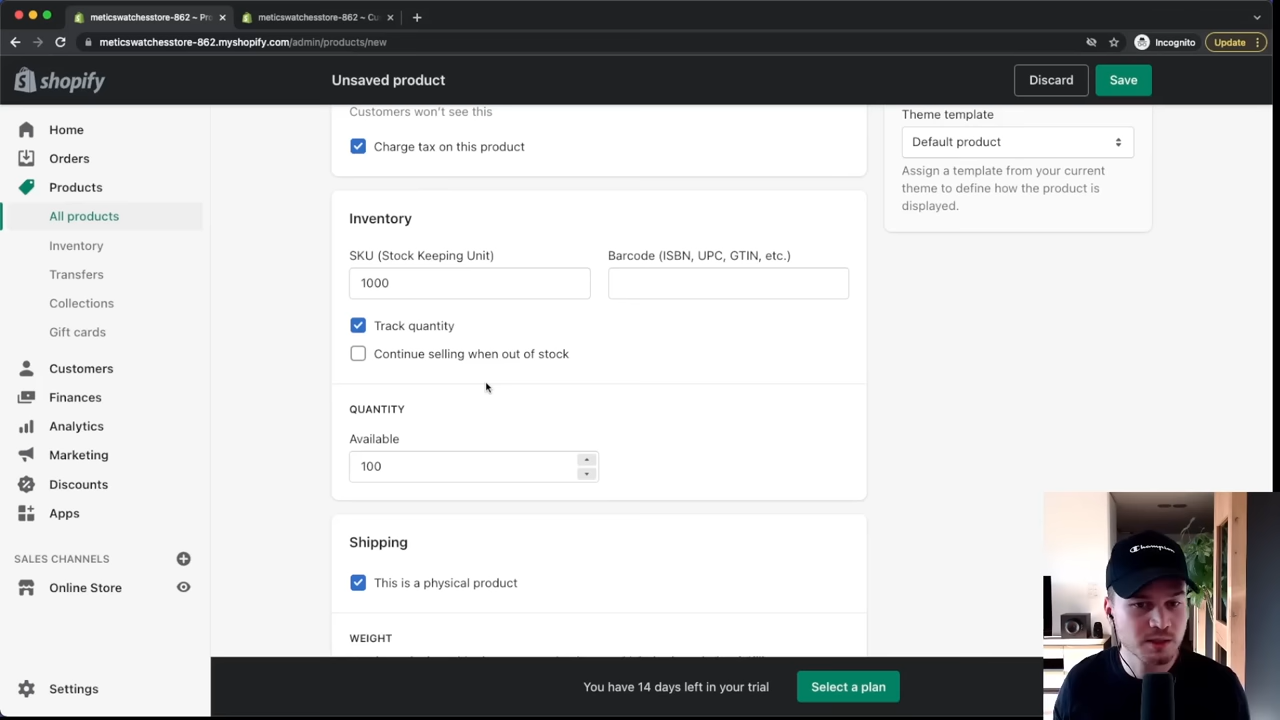 meticswatchesstore-862 ~ Pro
meticswatchesstore-862 ~ Cu
meticswatchesstore-862.myshopify.com/admin/products/new
Incognito
Update
shopify
Unsaved product
Discard
Save
Home
Orders
Products
All products
Inventory
Transfers
Collections
Gift cards
Customers
Finances
Analytics
Marketing
Discounts
Apps
SALES CHANNELS
Online Store
Settings
Customers won't see this
Charge tax on this product
Inventory
SKU (Stock Keeping Unit)
Barcode (ISBN, UPC, GTIN, etc.)
1000
Track quantity
Continue selling when out of stock
QUANTITY
Available
100
Shipping
This is a physical product
WEIGHT
Theme template
Default product
Assign a template from your current
theme to define how the product is
displayed.
You have 14 days left in your trial
Select a plan
Champion